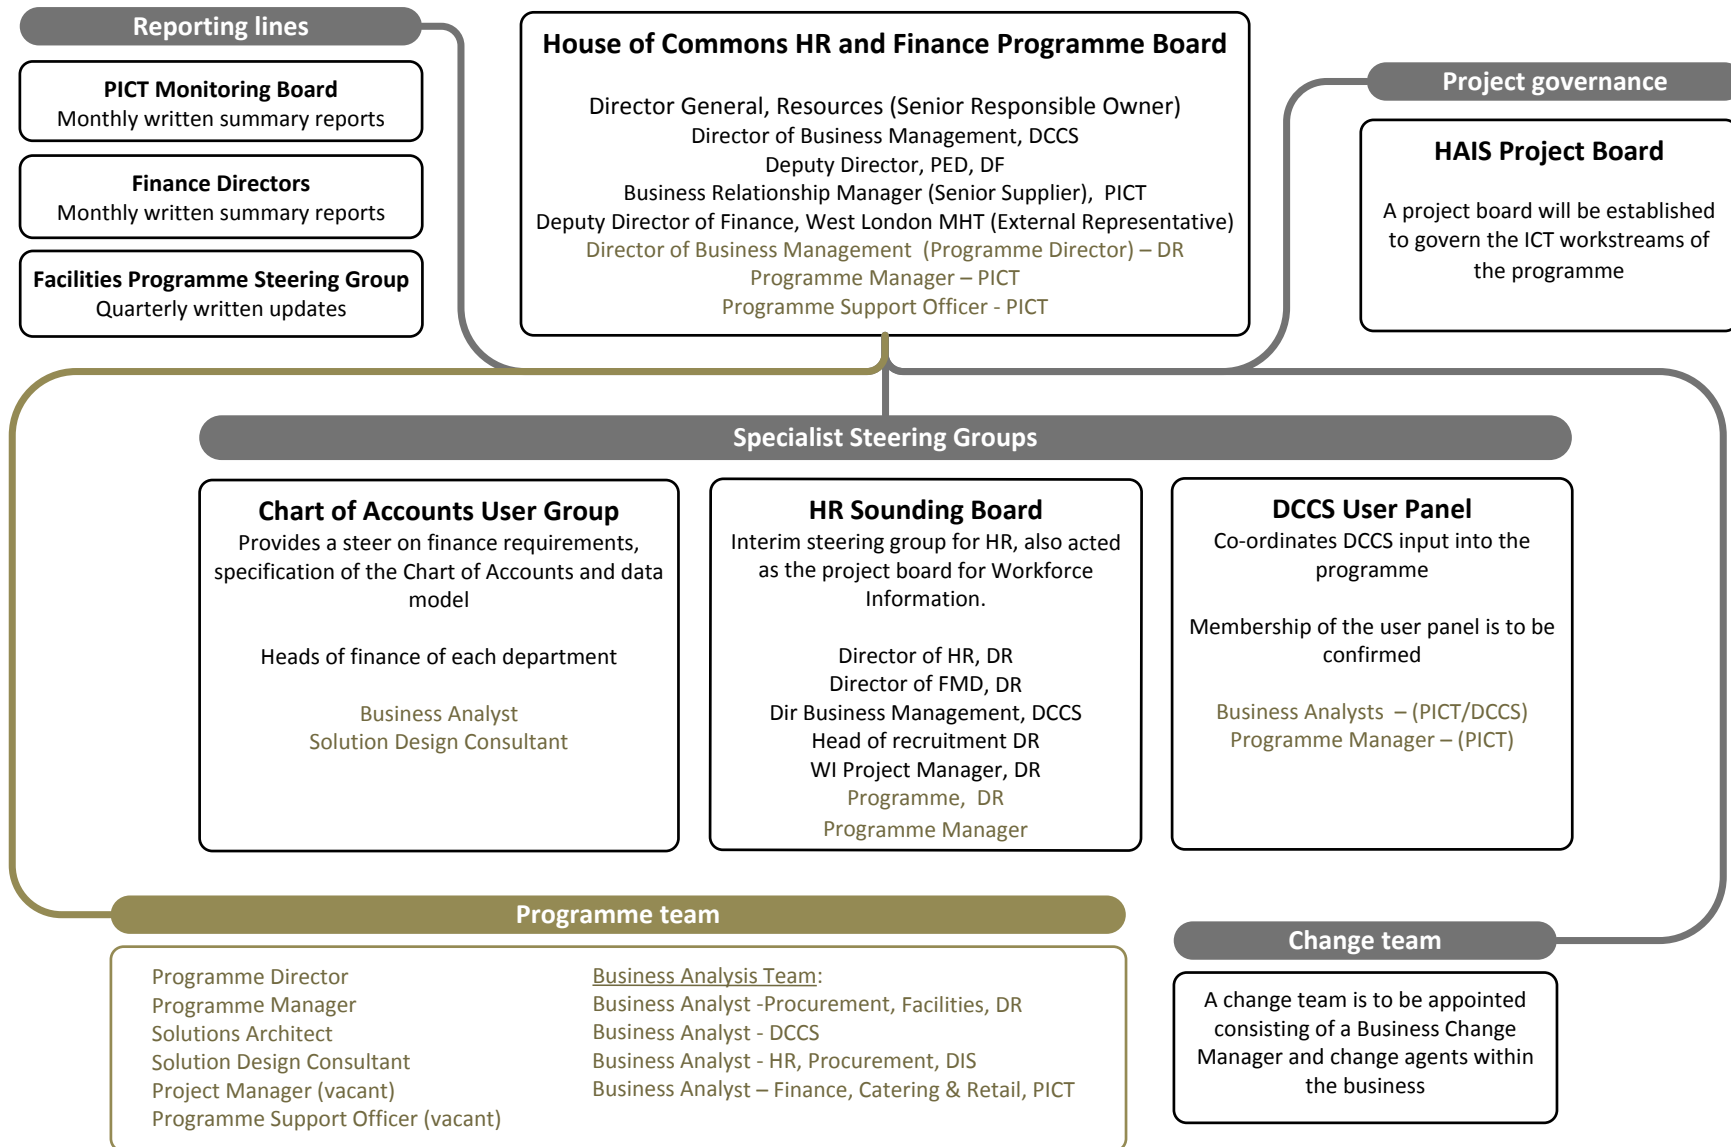 Reporting lines
PICT Monitoring Board
Monthly written summary reports
Finance Directors
Monthly written summary reports
Facilities Programme Steering Group
Quarterly written updates
House of Commons HR and Finance Programme Board
Director General, Resources (Senior Responsible Owner)
Director of Business Management, DCCS
Deputy Director, PED, DF
Business Relationship Manager (Senior Supplier), PICT
Deputy Director of Finance, West London MHT (External Representative)
Director of Business Management (Programme Director) – DR
Programme Manager – PICT
Programme Support Officer - PICT
Project governance
HAIS Project Board
A project board will be established
to govern the ICT workstreams of
the programme
Specialist Steering Groups
Chart of Accounts User Group
Provides a steer on finance requirements,
specification of the Chart of Accounts and data
model
Heads of finance of each department
Business Analyst
Solution Design Consultant
HR Sounding Board
Interim steering group for HR, also acted
as the project board for Workforce
Information.
Director of HR, DR
Director of FMD, DR
Dir Business Management, DCCS
Head of recruitment DR
WI Project Manager, DR
Programme, DR
Programme Manager
DCCS User Panel
Co-ordinates DCCS input into the
programme
Membership of the user panel is to be
confirmed
Business Analysts – (PICT/DCCS)
Programme Manager – (PICT)
Programme team
Programme Director
Programme Manager
Solutions Architect
Solution Design Consultant
Project Manager (vacant)
Programme Support Officer (vacant)
Business Analysis Team:
Business Analyst -Procurement, Facilities, DR
Business Analyst - DCCS
Business Analyst - HR, Procurement, DIS
Business Analyst – Finance, Catering & Retail, PICT
Change team
A change team is to be appointed
consisting of a Business Change
Manager and change agents within
the business